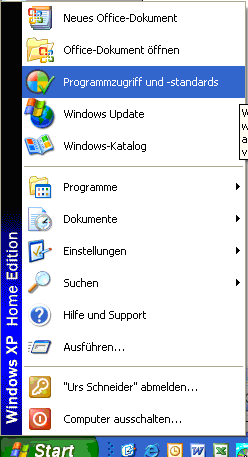 Neues Office-Dokument
Office-Dokument öffnen
Programmzugriff und -standards
Windows Update
Windows-Katalog
Programme
Dokumente
Einstellungen
Suchen
Hilfe und Support
Ausführen...
"Urs Schneider" abmelden...
Computer ausschalten...
Windows XP Home Edition
Start